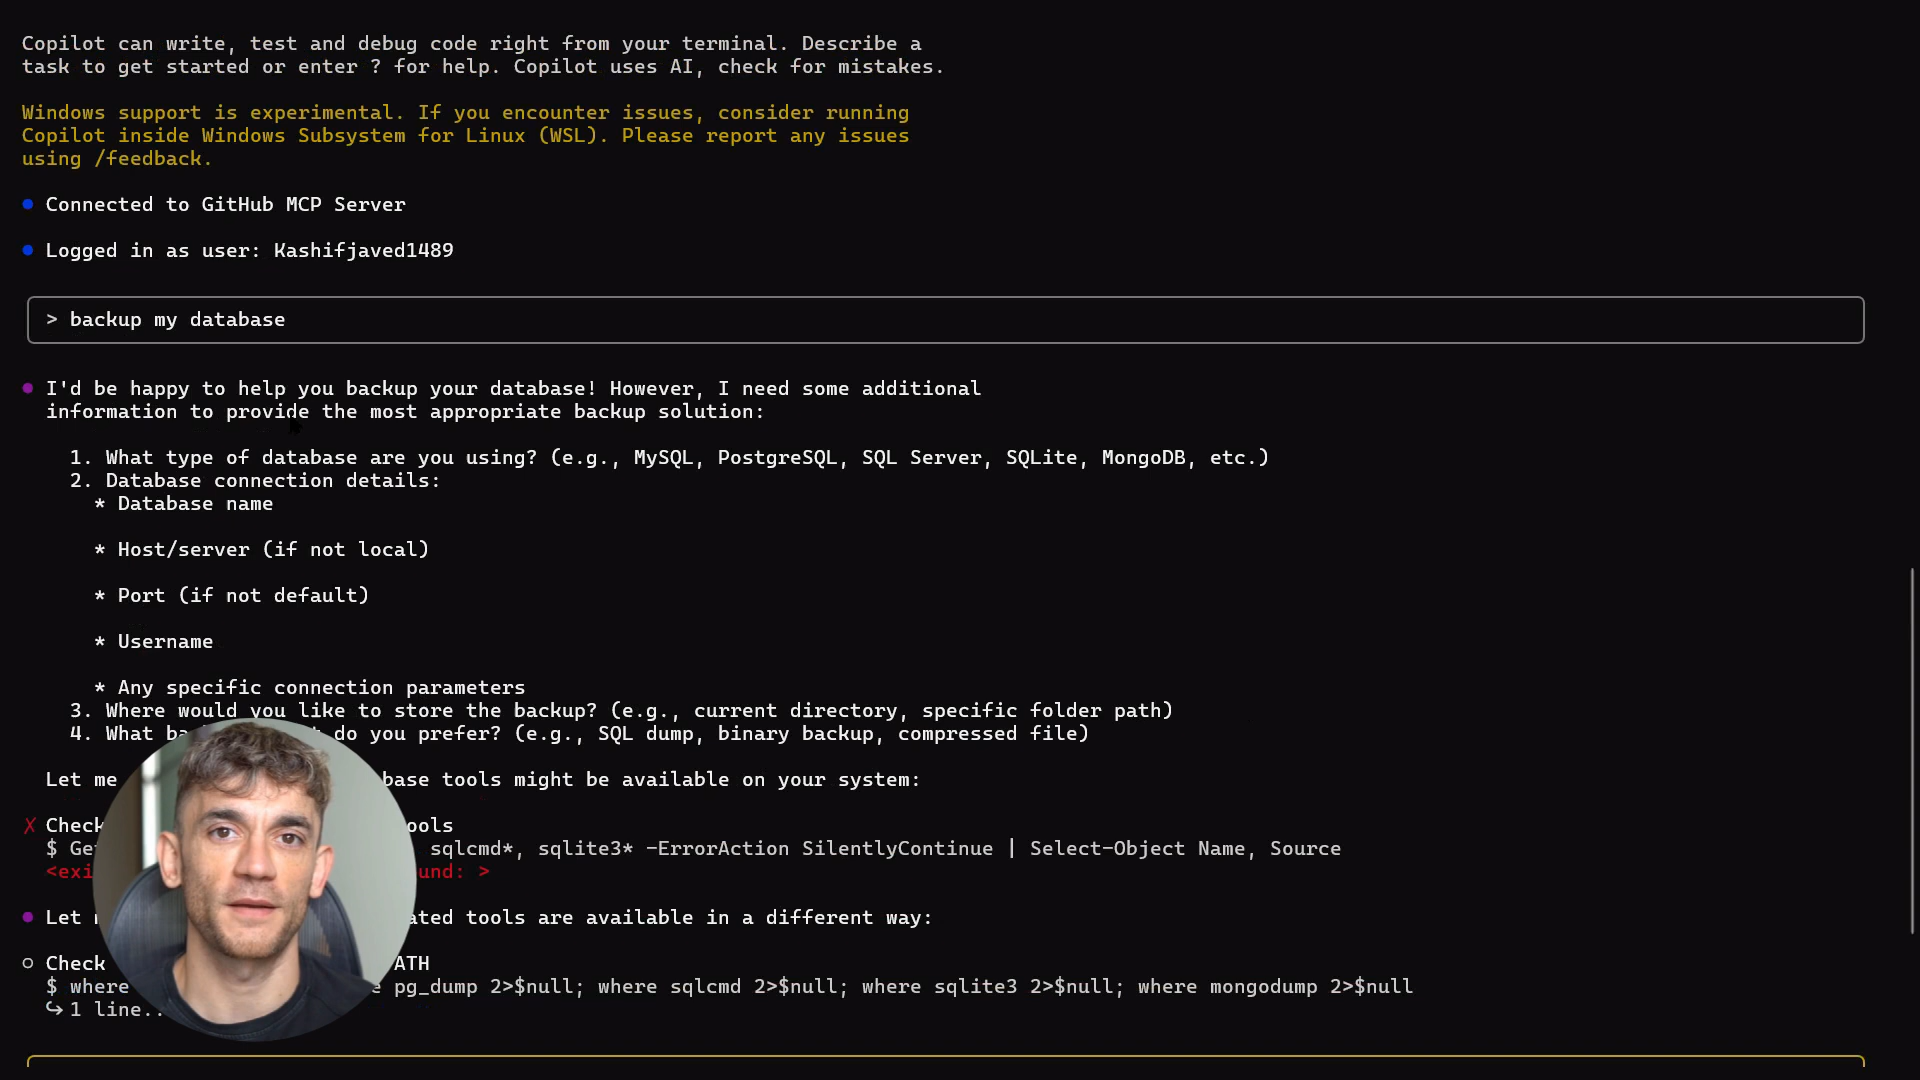 Copilot can write, test and debug code right from your terminal. Describe a
task to get started or enter ? for help. Copilot uses AI, check for mistakes.
Windows support is experimental. If you encounter issues, consider running
Copilot inside Windows Subsystem for Linux (WSL). Please report any issues
using /feedback.
● Connected to GitHub MCP Server
● Logged in as user: Kashifjaved1489
> backup my database
● I'd be happy to help you backup your database! However, I need some additional
information to provide the most appropriate backup solution:
1. What type of database are you using? (e.g., MySQL, PostgreSQL, SQL Server, SQLite, MongoDB, etc.)
2. Database connection details:
* Database name
* Host/server (if not local)
* Port (if not default)
* Username
* Any specific connection parameters
3. Where would you like to store the backup? (e.g., current directory, specific folder path)
4. What do you prefer? (e.g., SQL dump, binary backup, compressed file)
Let me tools might be available on your system:
X Check
$ sqlcmd*, sqlite3* -ErrorAction SilentlyContinue | Select-Object Name, Source
● Let tools are available in a different way:
○ Check
$ where pg_dump 2>$null; where sqlcmd 2>$null; where sqlite3 2>$null; where mongodump 2>$null
↪ 1 line..